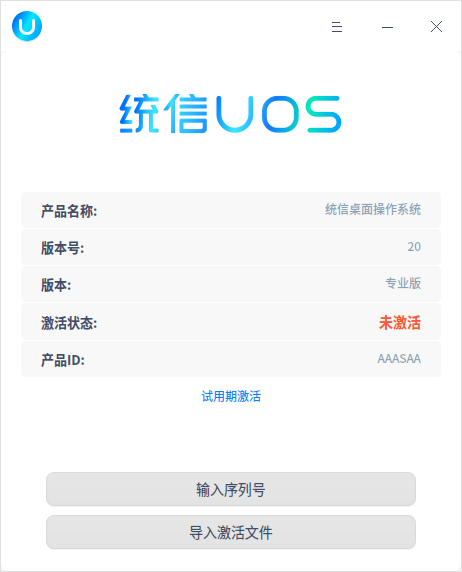 统信UOS
产品名称: 统信桌面操作系统
版本号: 20
版本: 专业版
激活状态: 未激活
产品ID: AAASAA
试用期激活
输入序列号
导入激活文件